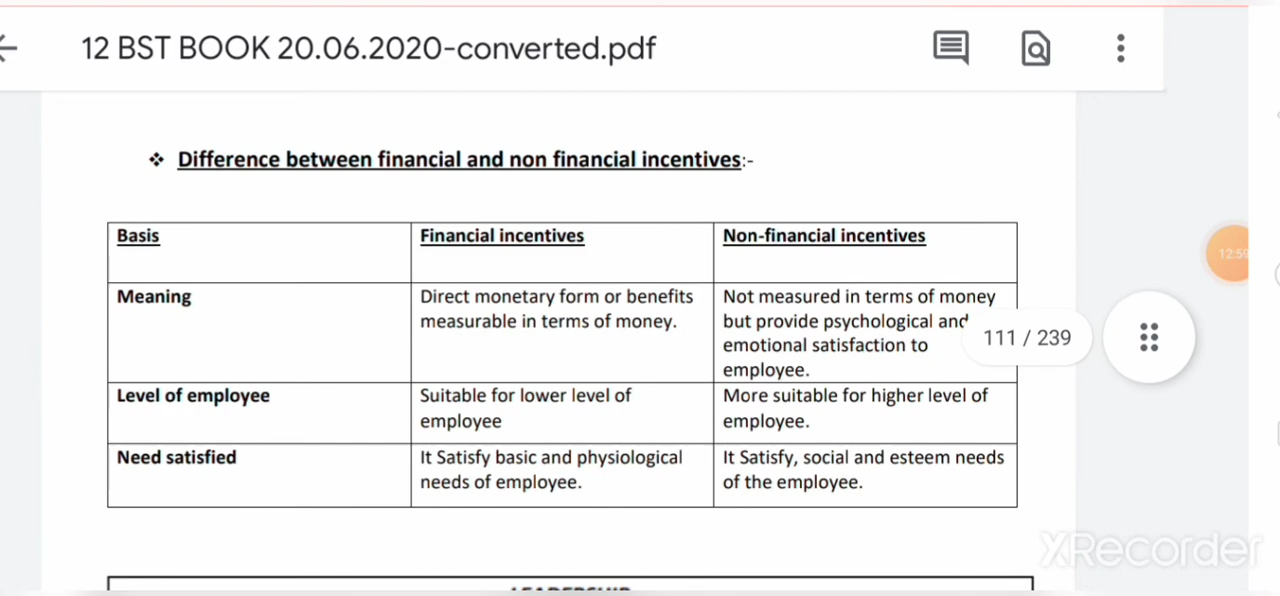 12 BST BOOK 20.06.2020-converted.pdf
❖ Difference between financial and non financial incentives:-
Basis
Financial incentives
Non-financial incentives
12:59
Meaning
Direct monetary form or benefits
measurable in terms of money.
Not measured in terms of money
but provide psychological and
emotional satisfaction to
employee.
111 / 239
Level of employee
Suitable for lower level of
employee
More suitable for higher level of
employee.
Need satisfied
It Satisfy basic and physiological
needs of employee.
It Satisfy, social and esteem needs
of the employee.
XRecorder